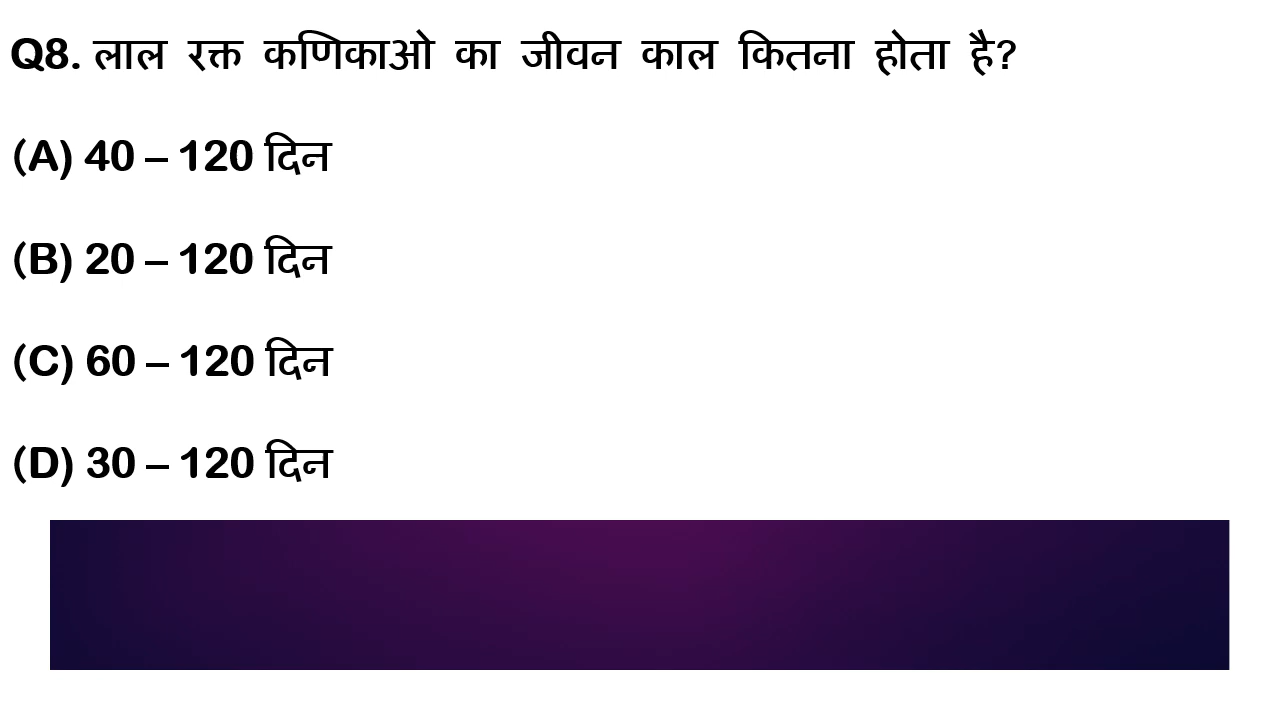 Q8. लाल रक्त कणिकाओ का जीवन काल कितना होता है?
(A) 40 – 120 दिन
(B) 20 – 120 दिन
(C) 60 – 120 दिन
(D) 30 – 120 दिन